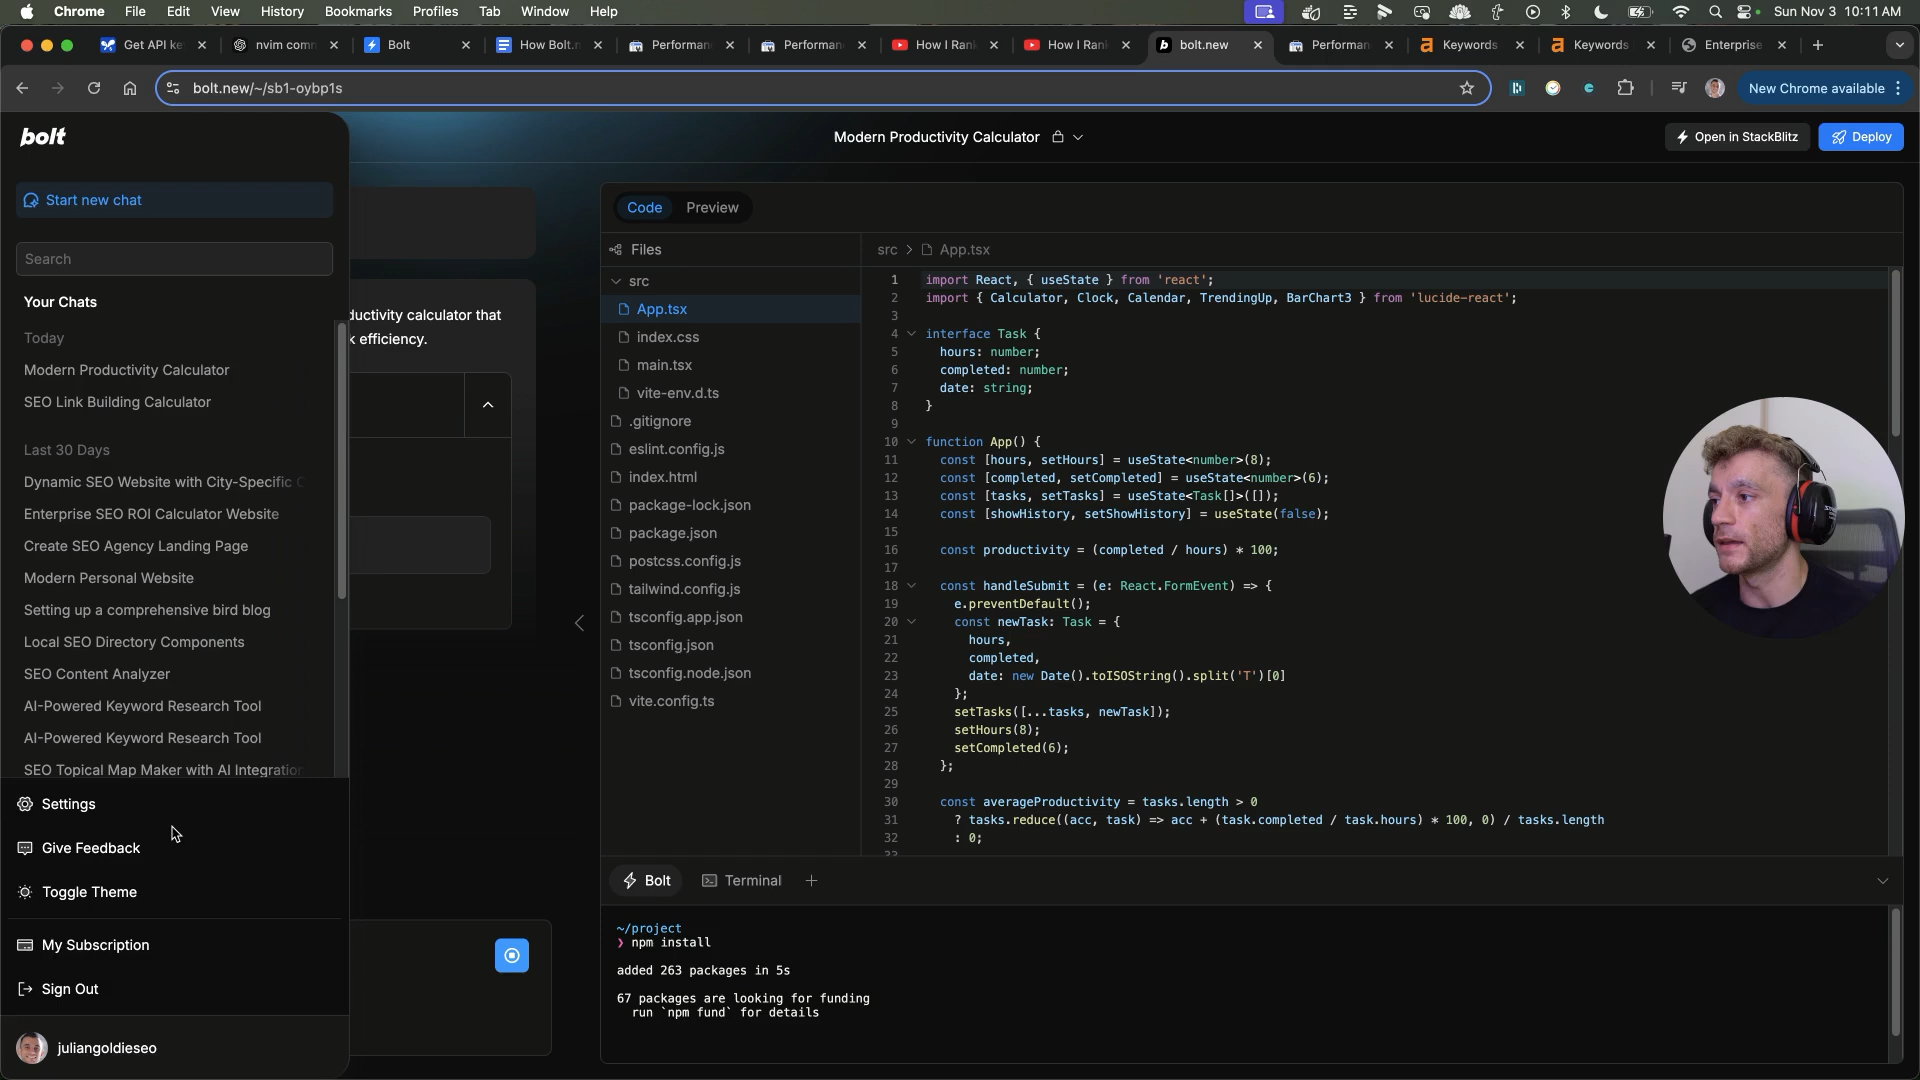 Chrome File Edit View History Bookmarks Profiles Tab Window Help Sun Nov 3 10:11 AM
Get API ke nvim comm Bolt How Bolt.n Performan Performan How I Ran How I Ran bolt.new Performan Keywords Keywords Enterprise
bolt.new/~/sb1-oybp1s New Chrome available
bolt
Modern Productivity Calculator
Open in StackBlitz Deploy
Start new chat
Search
Your Chats
Today
Modern Productivity Calculator
SEO Link Building Calculator
Last 30 Days
Dynamic SEO Website with City-Specific
Enterprise SEO ROI Calculator Website
Create SEO Agency Landing Page
Modern Personal Website
Setting up a comprehensive bird blog
Local SEO Directory Components
SEO Content Analyzer
AI-Powered Keyword Research Tool
AI-Powered Keyword Research Tool
SEO Topical Map Maker with AI Integration
Settings
Give Feedback
Toggle Theme
My Subscription
Sign Out
juliangoldieseo
ductivity calculator that
k efficiency.
Code Preview
Files
src
App.tsx
index.css
main.tsx
vite-env.d.ts
.gitignore
eslint.config.js
index.html
package-lock.json
package.json
postcss.config.js
tailwind.config.js
tsconfig.app.json
tsconfig.json
tsconfig.node.json
vite.config.ts
src > App.tsx
1 import React, { useState } from 'react';
2 import { Calculator, Clock, Calendar, TrendingUp, BarChart3 } from 'lucide-react';
3
4 interface Task {
5 hours: number;
6 completed: number;
7 date: string;
8 }
9
10 function App() {
11 const [hours, setHours] = useState<number>(8);
12 const [completed, setCompleted] = useState<number>(6);
13 const [tasks, setTasks] = useState<Task[]>([]);
14 const [showHistory, setShowHistory] = useState(false);
15
16 const productivity = (completed / hours) * 100;
17
18 const handleSubmit = (e: React.FormEvent) => {
19 e.preventDefault();
20 const newTask: Task = {
21 hours,
22 completed,
23 date: new Date().toISOString().split('T')[0]
24 };
25 setTasks([...tasks, newTask]);
26 setHours(8);
27 setCompleted(6);
28 };
29
30 const averageProductivity = tasks.length > 0
31 ? tasks.reduce((acc, task) => acc + (task.completed / task.hours) * 100, 0) / tasks.length
32 : 0;
33
Bolt Terminal
~/project
❯ npm install
added 263 packages in 5s
67 packages are looking for funding
run `npm fund` for details